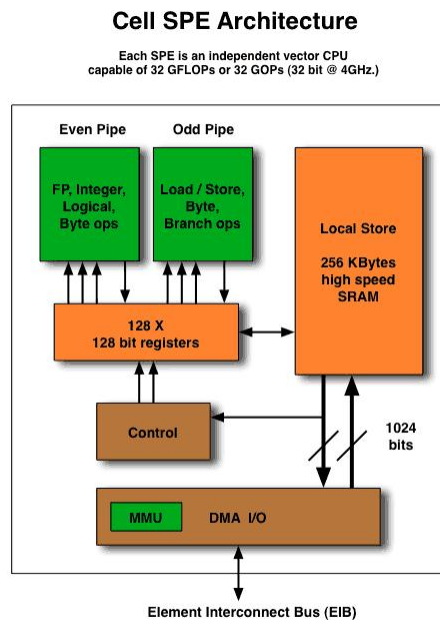 Cell SPE Architecture
Each SPE is an independent vector CPU
capable of 32 GFLOPs or 32 GOPs (32 bit @ 4GHz.)
Even Pipe
Odd Pipe
FP, Integer,
Logical,
Byte ops
Load / Store,
Byte,
Branch ops
Local Store
256 KBytes
high speed
SRAM
128 X
128 bit registers
Control
1024
bits
MMU
DMA I/O
Element Interconnect Bus (EIB)